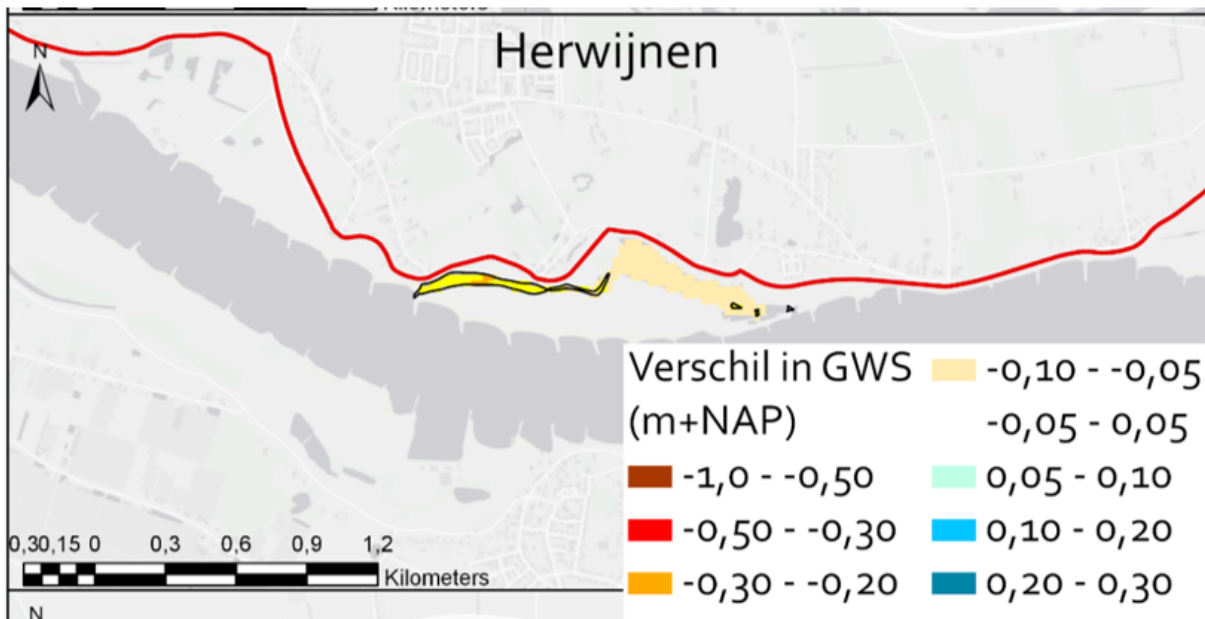 Kilometers
Herwijnen
N
Verschil in GWS
(m+NAP)
-1,0 - -0,50
-0,50 - -0,30
-0,30 - -0,20
-0,10 - -0,05
-0,05 - 0,05
0,05 - 0,10
0,10 - 0,20
0,20 - 0,30
0,30 0,15 0 0,3 0,6 0,9 1,2
Kilometers
N